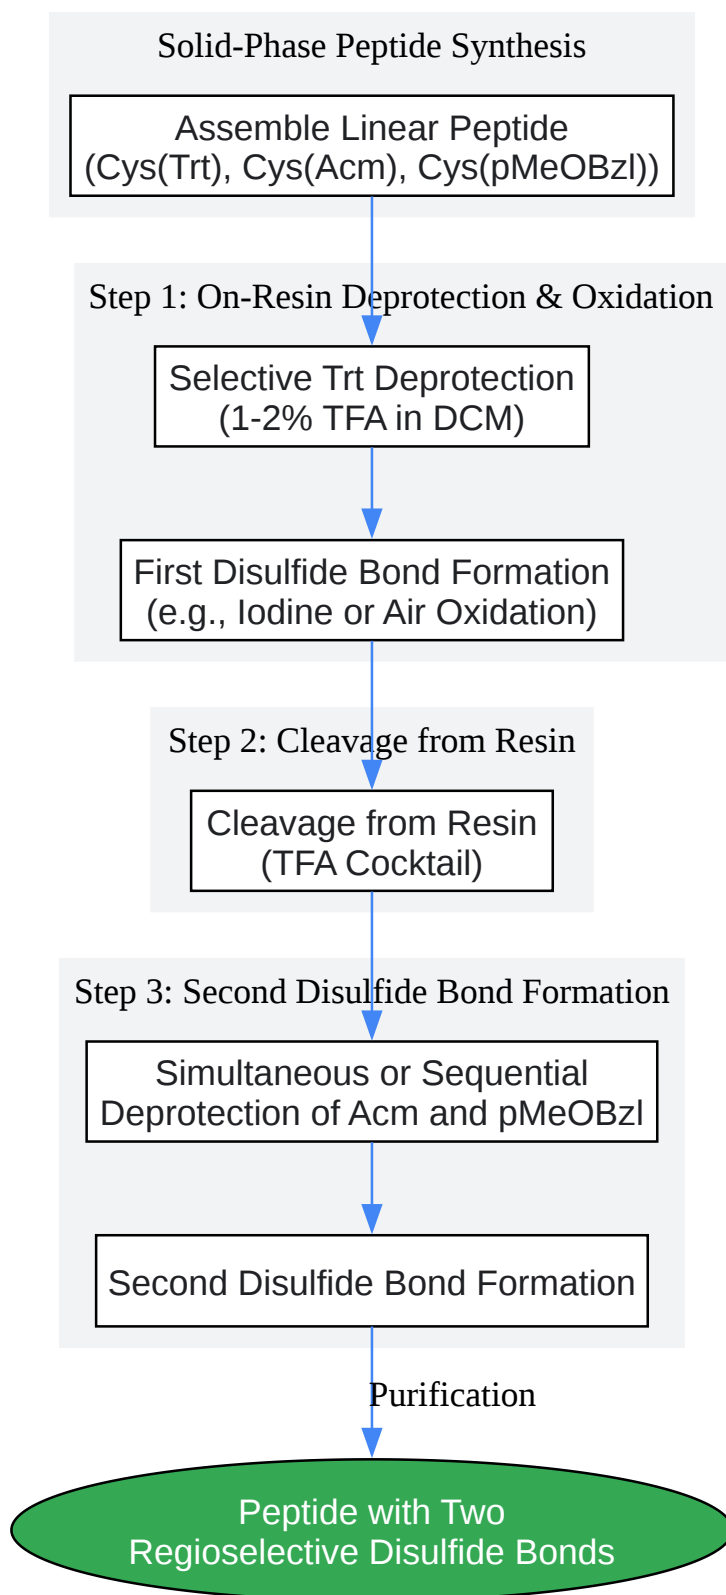 Solid-Phase Peptide Synthesis
Assemble Linear Peptide
(Cys(Trt), Cys(Acm), Cys(pMeOBzl))
Step 1: On-Resin Deprotection & Oxidation
Selective Trt Deprotection
(1-2% TFA in DCM)
First Disulfide Bond Formation
(e.g., Iodine or Air Oxidation)
Step 2: Cleavage from Resin
Cleavage from Resin
(TFA Cocktail)
Step 3: Second Disulfide Bond Formation
Simultaneous or Sequential
Deprotection of Acm and pMeOBzl
Second Disulfide Bond Formation
Purification
Peptide with Two
Regioselective Disulfide Bonds